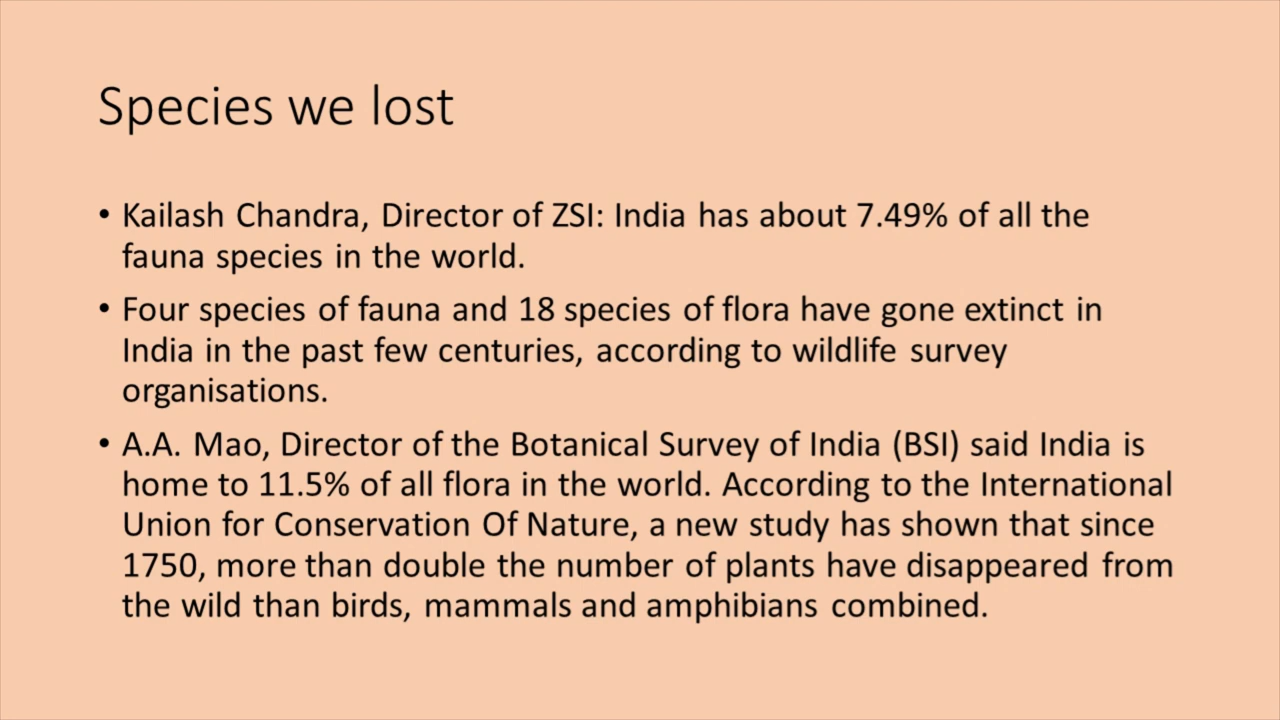 Species we lost
• Kailash Chandra, Director of ZSI: India has about 7.49% of all the
fauna species in the world.
• Four species of fauna and 18 species of flora have gone extinct in
India in the past few centuries, according to wildlife survey
organisations.
• A.A. Mao, Director of the Botanical Survey of India (BSI) said India is
home to 11.5% of all flora in the world. According to the International
Union for Conservation Of Nature, a new study has shown that since
1750, more than double the number of plants have disappeared from
the wild than birds, mammals and amphibians combined.